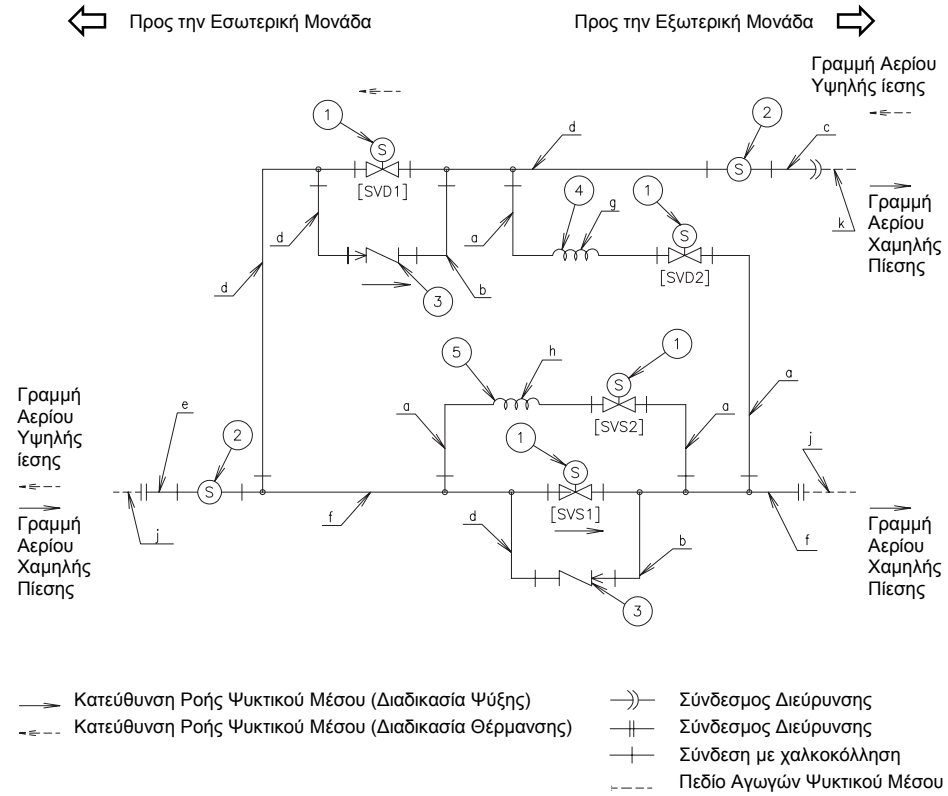 Προς την Εσωτερική Μονάδα
Προς την Εξωτερική Μονάδα
Γραμμή Αερίου
Υψηλής ίεσης
1
2
d
c
[SVD1]
k
Γραμμή
Αερίου
Χαμηλής
Πίεσης
d
a
4
g
1
d
b
3
[SVD2]
5
h
1
a
a
a
[SVS2]
Γραμμή
Αερίου
Υψηλής
ίεσης
e
2
1
j
S
S
S
S
S
S
f
[SVS1]
f
j
Γραμμή
Αερίου
Χαμηλής
Πίεσης
d
b
3
Γραμμή
Αερίου
Χαμηλής
Πίεσης
Κατεύθυνση Ροής Ψυκτικού Μέσου (Διαδικασία Ψύξης)
Κατεύθυνση Ροής Ψυκτικού Μέσου (Διαδικασία Θέρμανσης)
Σύνδεσμος Διεύρυνσης
Σύνδεσμος Διεύρυνσης
Σύνδεση με χαλκοκόλληση
Πεδίο Αγωγών Ψυκτικού Μέσου